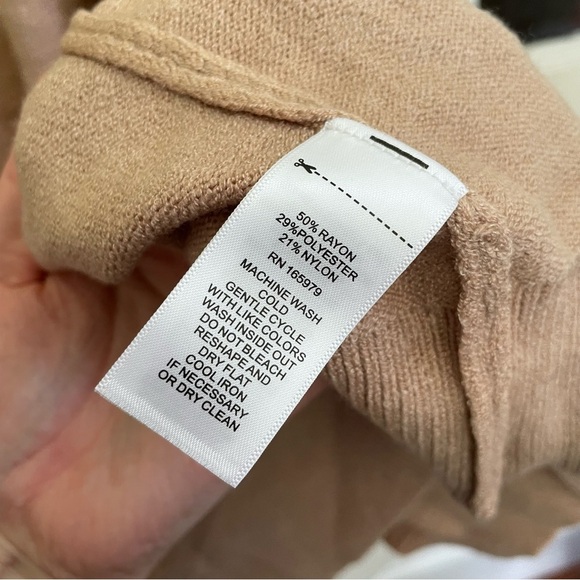 50% RAYON
29%POLYESTER
21% NYLON
RN 165979
MACHINE WASH
COLD
GENTLE CYCLE
WITH LIKE COLORS
WASH INSIDE OUT
DO NOT BLEACH
RESHAPE AND
DRY FLAT
COOL IRON
IF NECESSARY
OR DRY CLEAN